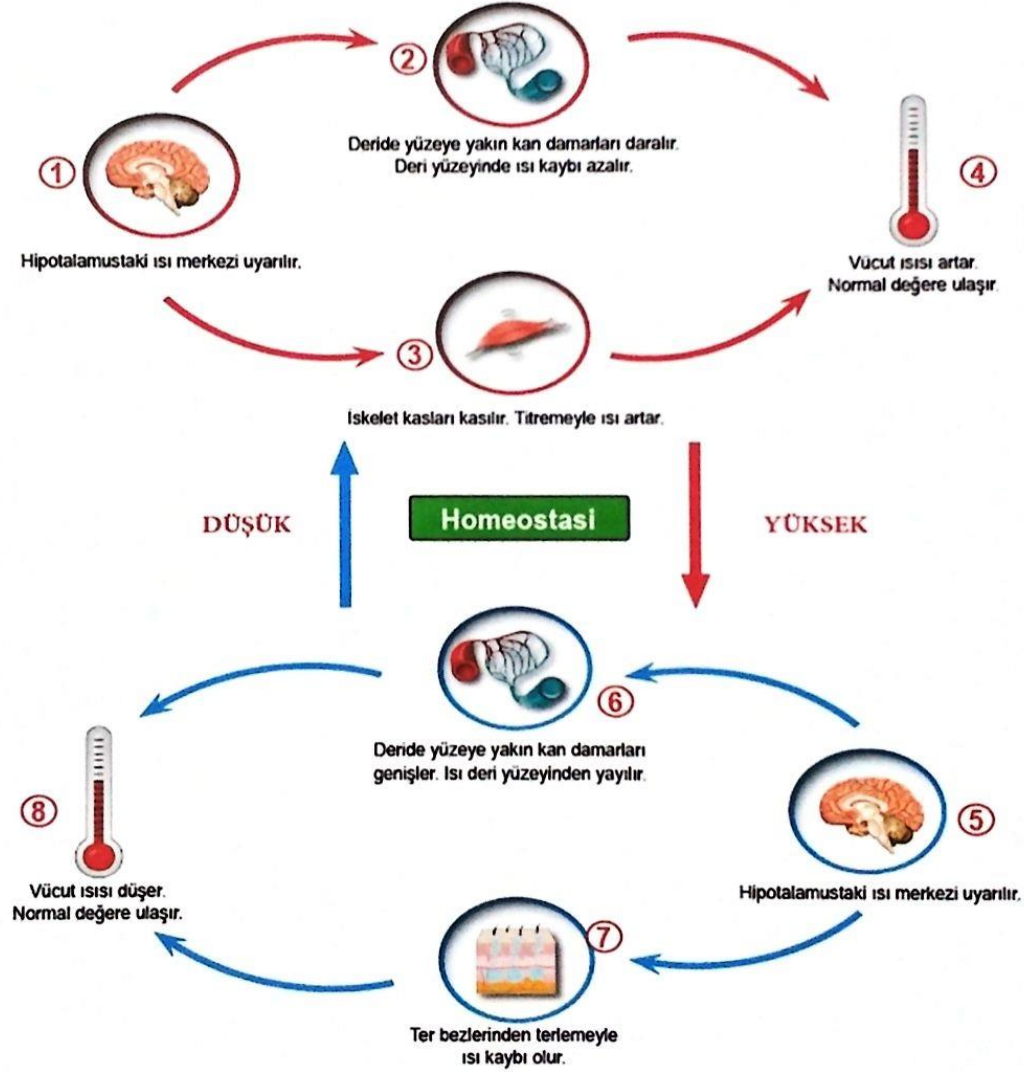 ②
Deride yüzeye yakın kan damarları daralır.
Deri yüzeyinde ısı kaybı azalır.
①
Hipotalamustaki ısı merkezi uyarılır.
④
Vücut ısısı artar.
Normal değere ulaşır.
③
İskelet kasları kasılır. Titremeyle ısı artar.
DÜŞÜK
Homeostasi
YÜKSEK
⑥
Deride yüzeye yakın kan damarları
genişler. Isı deri yüzeyinden yayılır.
⑤
Hipotalamustaki ısı merkezi uyarılır.
⑧
Vücut ısısı düşer.
Normal değere ulaşır.
⑦
Ter bezlerinden terlemeyle
ısı kaybı olur.